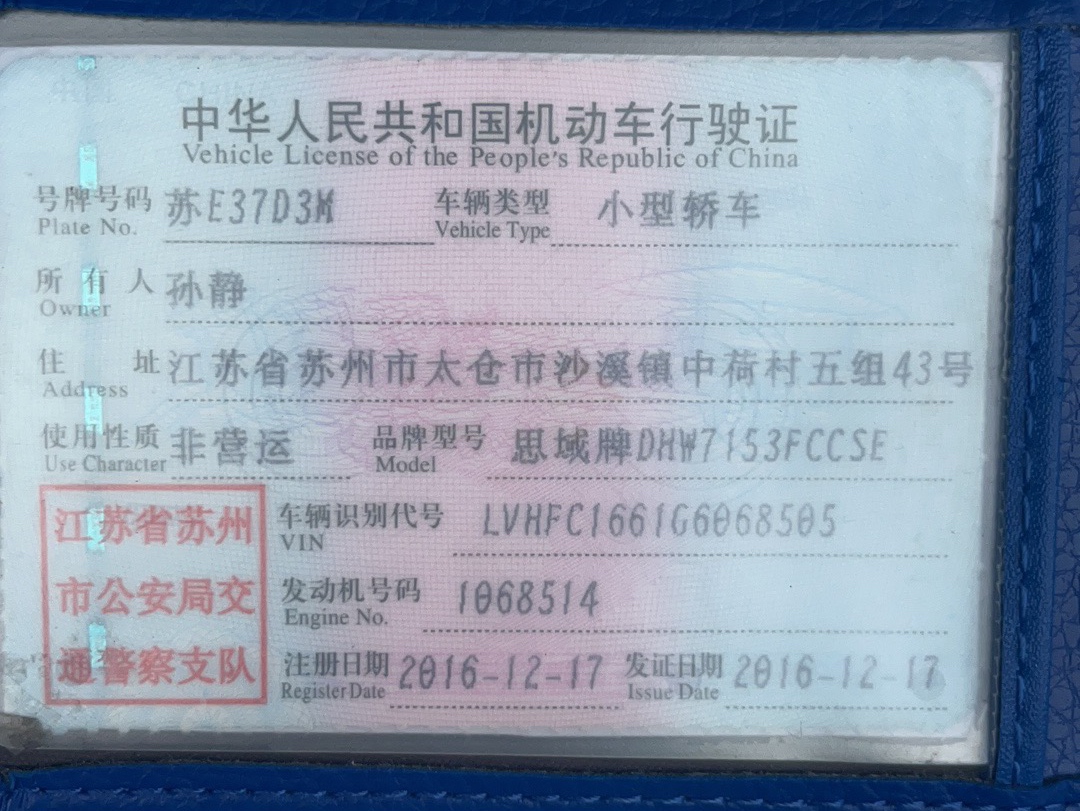 中华人民共和国机动车行驶证
Vehicle License of the People's Republic of China
号牌号码 苏E37D3M 车辆类型 小型轿车
Plate No. Vehicle Type
所有人 孙静
Owner
住址 江苏省苏州市太仓市沙溪镇中荷村五组43号
Address
使用性质 非营运 品牌型号 思域牌DHW7153FCCSE
Use Character Model
江苏省苏州
市公安局交
通警察支队
车辆识别代号 LVHFC1661G6068505
VIN
发动机号码 1068514
Engine No.
注册日期 2016-12-17 发证日期 2016-12-17
Register Date Issue Date